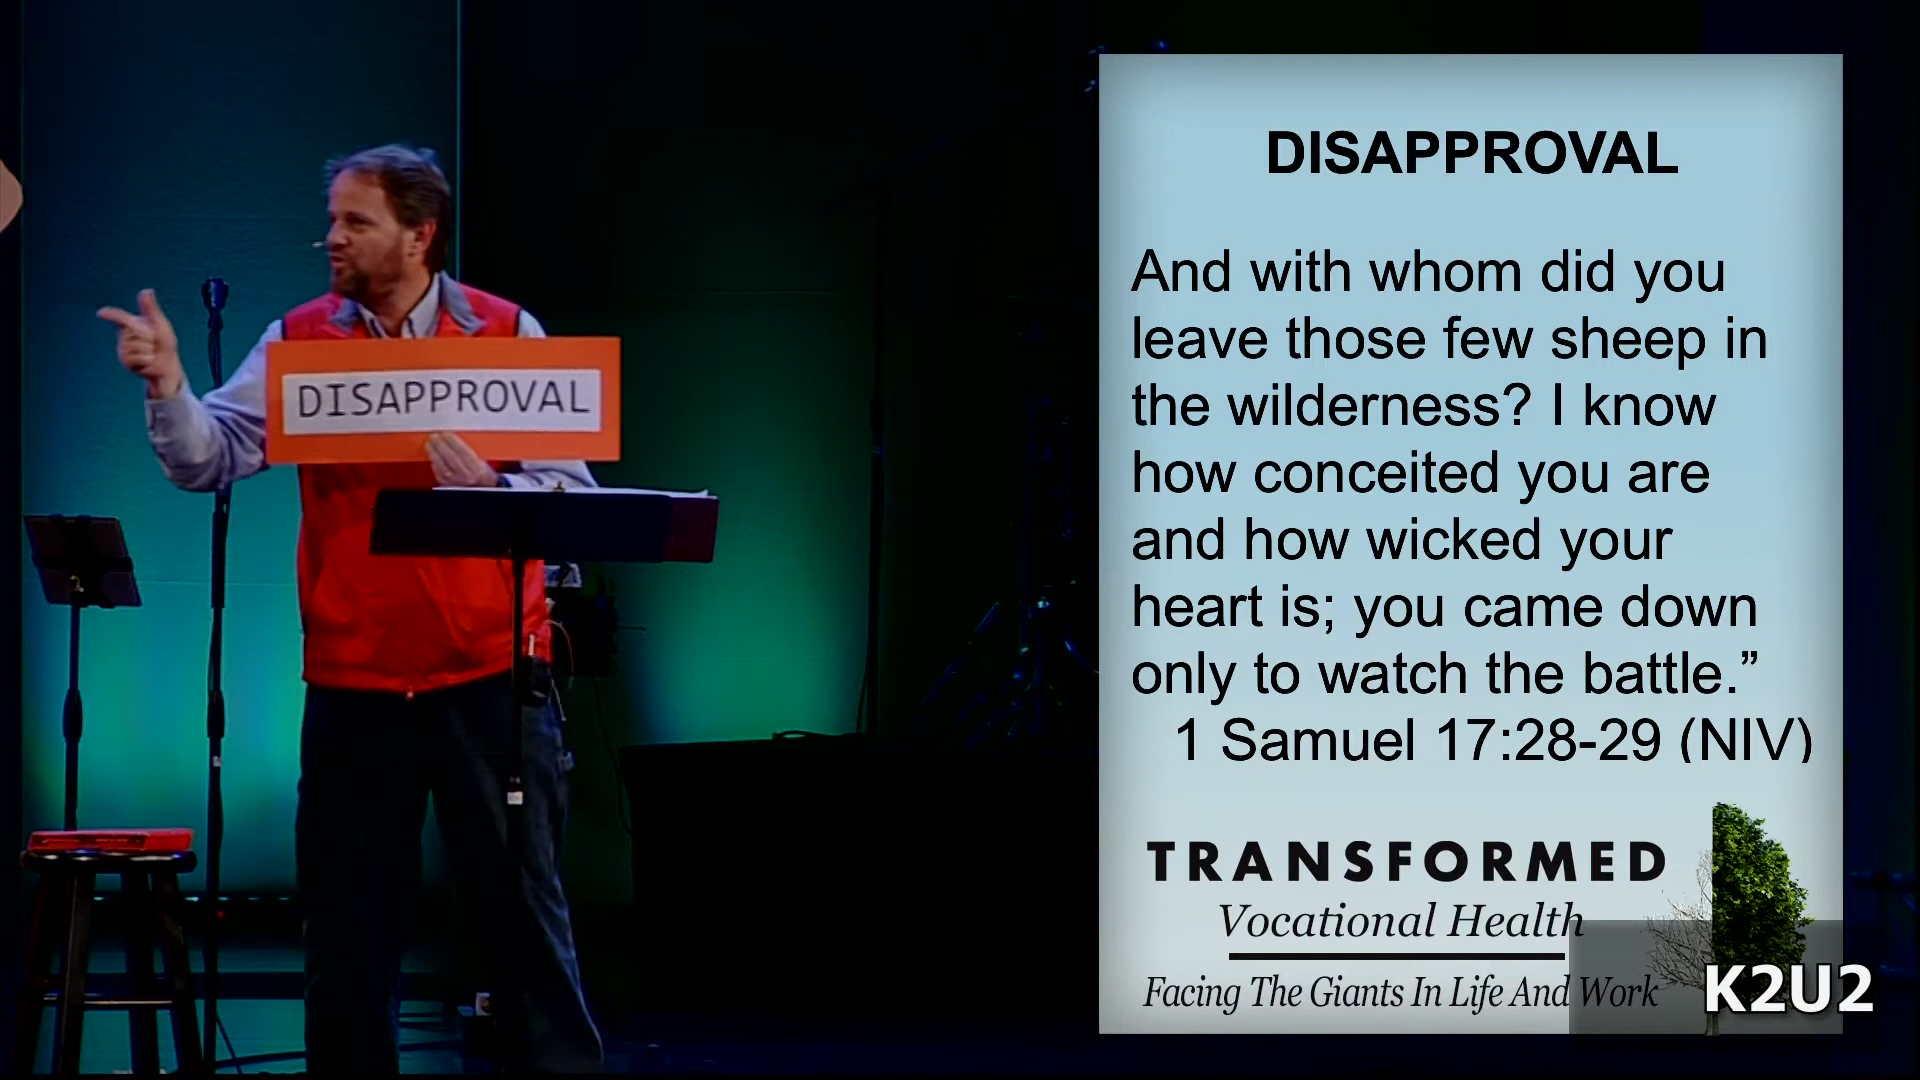 DISAPPROVAL
DISAPPROVAL
And with whom did you
leave those few sheep in
the wilderness? I know
how conceited you are
and how wicked your
heart is; you came down
only to watch the battle.”
1 Samuel 17:28-29 (NIV)
TRANSFORMED
Vocational Health
Facing The Giants In Life And Work
K2U2